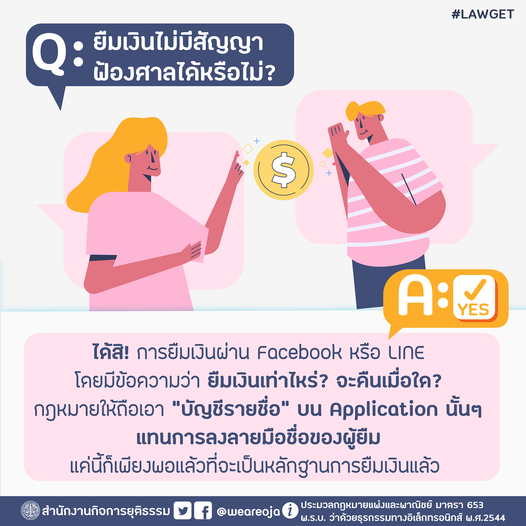 #LAWGET
Q: ยืมเงินไม่มีสัญญา
ฟ้องศาลได้หรือไม่?
$
A: YES
ได้สิ! การยืมเงินผ่าน Facebook หรือ LINE
โดยมีข้อความว่า ยืมเงินเท่าไหร่? จะคืนเมื่อใด?
กฎหมายให้ถือเอา "บัญชีรายชื่อ" บน Application นั้นๆ
แทนการลงลายมือชื่อของผู้ยืม
แค่นี้ก็เพียงพอแล้วที่จะเป็นหลักฐานการยืมเงินแล้ว
สำนักงานกิจการยุติธรรม @weareoja
ประมวลกฎหมายแพ่งและพาณิชย์ มาตรา 653
พ.ร.บ. ว่าด้วยธุรกรรมทางอิเล็กทรอนิกส์ พ.ศ.2544